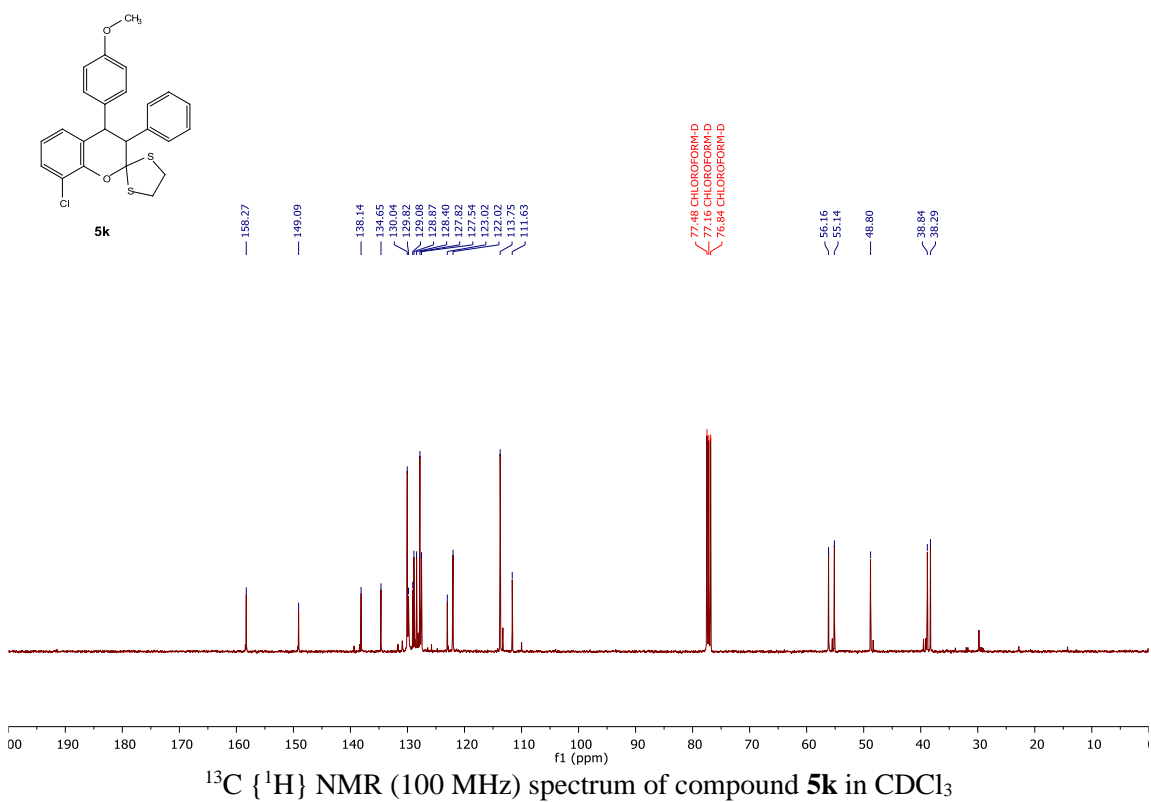 O
CH3
S
O
S
Cl
5k
158.27
149.09
138.14
134.65
130.04
129.82
129.08
128.87
128.40
127.82
127.54
123.02
122.02
113.75
111.63
77.48 CHLOROFORM-D
77.16 CHLOROFORM-D
76.84 CHLOROFORM-D
56.16
55.14
48.80
38.84
38.29
00 190 180 170 160 150 140 130 120 110 100 90 80 70 60 50 40 30 20 10 0
f1 (ppm)
¹³C {¹H} NMR (100 MHz) spectrum of compound 5k in CDCl₃